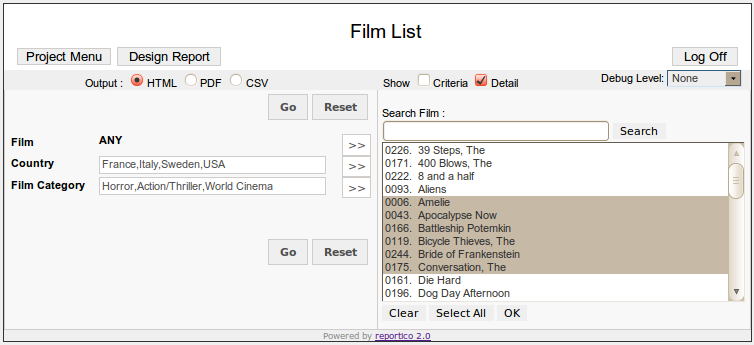 Film List
Project Menu Design Report Log Off
Output : HTML PDF CSV Show Criteria Detail Debug Level: None
Go Reset
Search Film :
Search
Film ANY >>
Country France,Italy,Sweden,USA >>
Film Category Horror,Action/Thriller,World Cinema >>
Go Reset
0226. 39 Steps, The
0171. 400 Blows, The
0222. 8 and a half
0093. Aliens
0006. Amelie
0043. Apocalypse Now
0166. Battleship Potemkin
0119. Bicycle Thieves, The
0244. Bride of Frankenstein
0175. Conversation, The
0161. Die Hard
0196. Dog Day Afternoon
Clear Select All OK
Powered by reportico 2.0